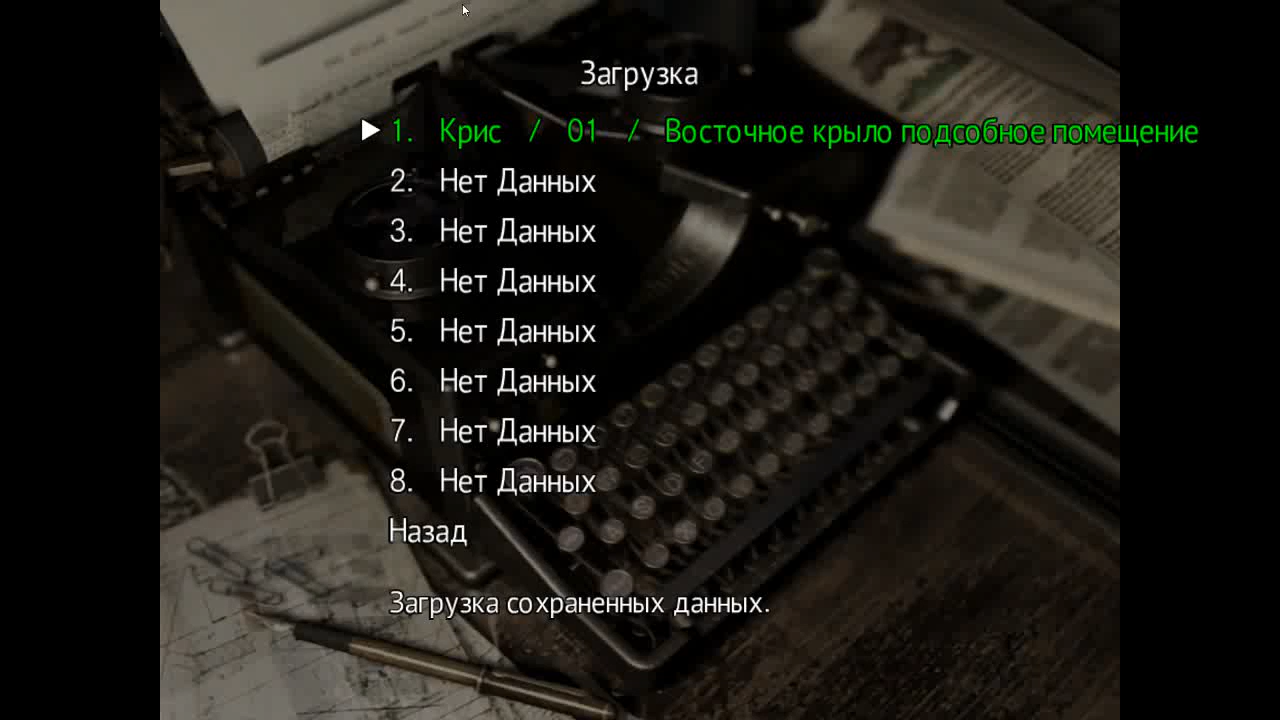 Загрузка
1. Крис / 01 / Восточное крыло подсобное помещение
2. Нет Данных
3. Нет Данных
4. Нет Данных
5. Нет Данных
6. Нет Данных
7. Нет Данных
8. Нет Данных
Назад
Загрузка сохраненных данных.